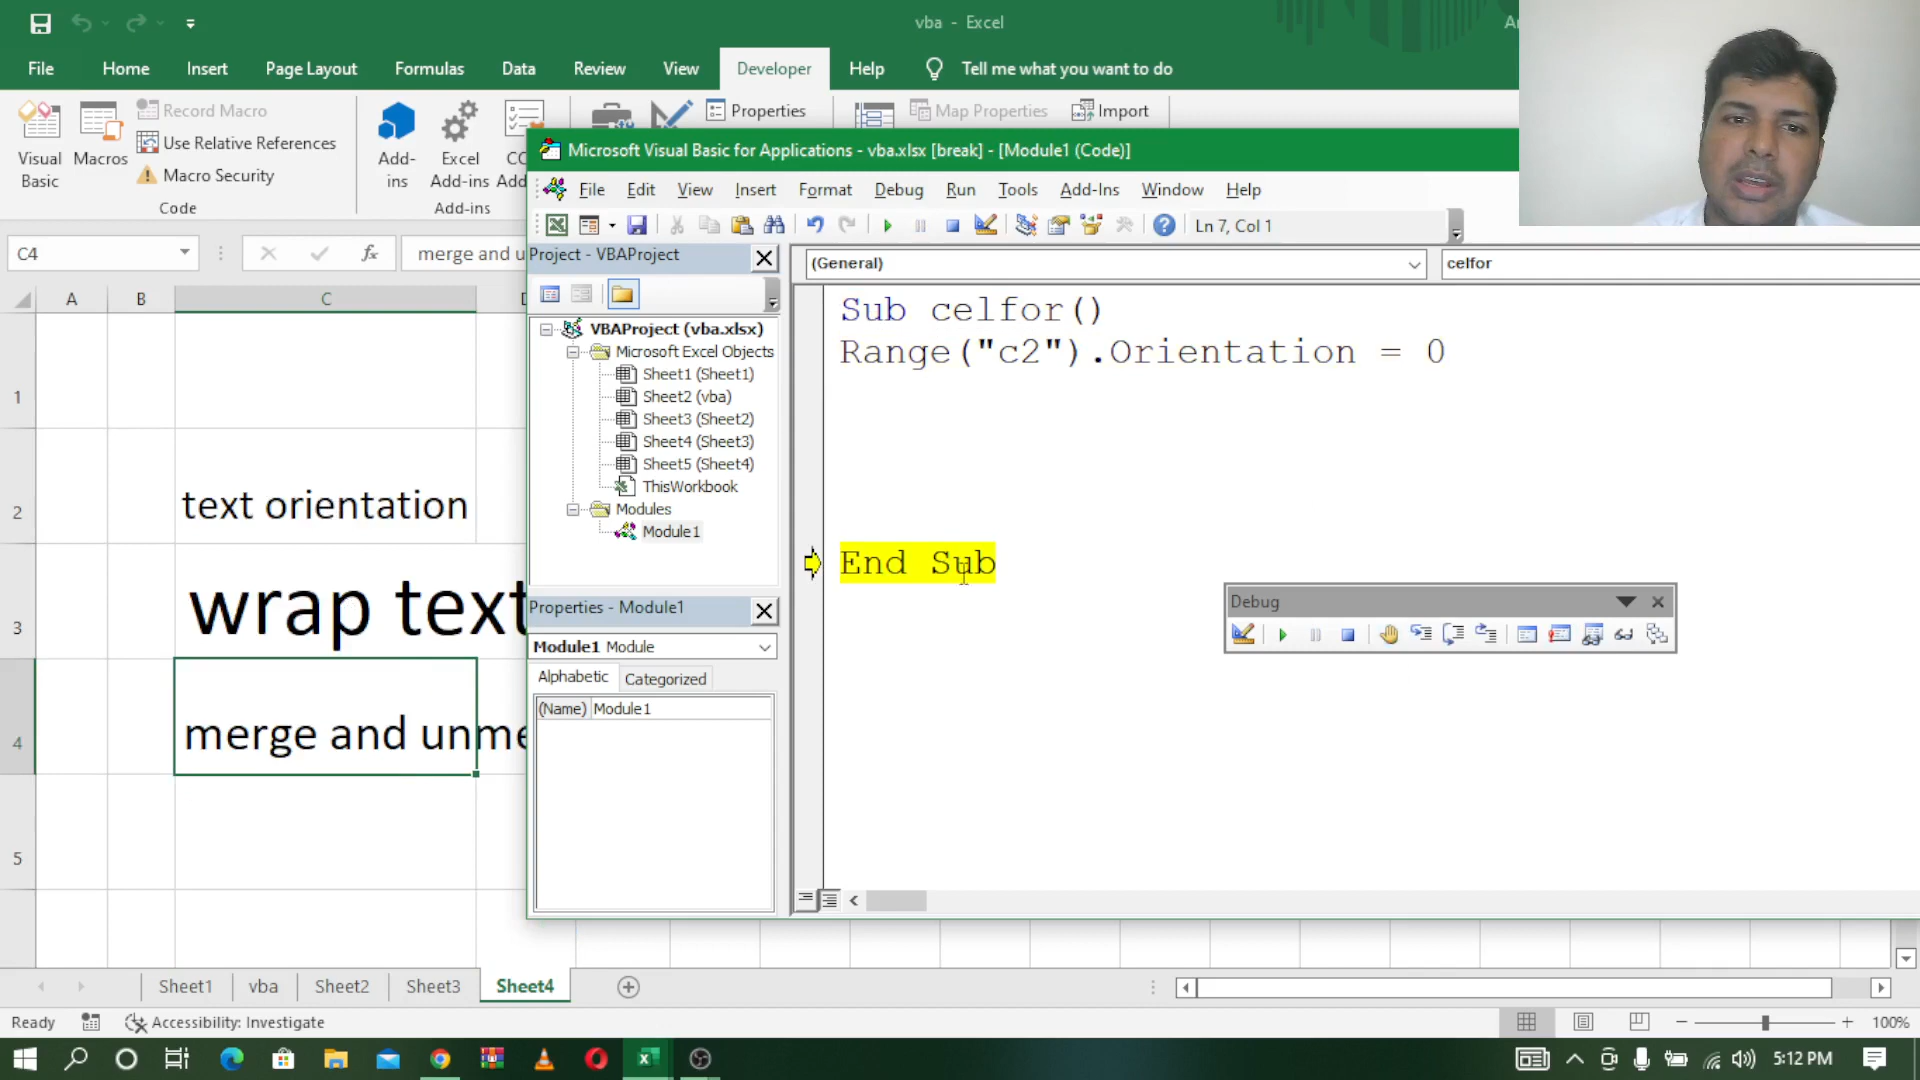 vba - Excel
File Home Insert Page Layout Formulas Data Review View Developer Help Tell me what you want to do
Visual Basic
Macros
Record Macro
Use Relative References
Macro Security
Code
Add-ins
Excel Add-ins
Add-ins
Properties
Map Properties
Import
Microsoft Visual Basic for Applications - vba.xlsx [break] - [Module1 (Code)]
File Edit View Insert Format Debug Run Tools Add-Ins Window Help
Ln 7, Col 1
C4
fx
merge and u
Project - VBAProject
(General)
celfor
VBAProject (vba.xlsx)
Microsoft Excel Objects
Sheet1 (Sheet1)
Sheet2 (vba)
Sheet3 (Sheet2)
Sheet4 (Sheet3)
Sheet5 (Sheet4)
ThisWorkbook
Modules
Module1
Properties - Module1
Module1 Module
Alphabetic Categorized
(Name) Module1
Sub celfor()
Range("c2").Orientation = 0
End Sub
Debug
A B C
1
2 text orientation
3 wrap text
4 merge and unme
5
Sheet1 vba Sheet2 Sheet3 Sheet4
Ready Accessibility: Investigate 100%
5:12 PM